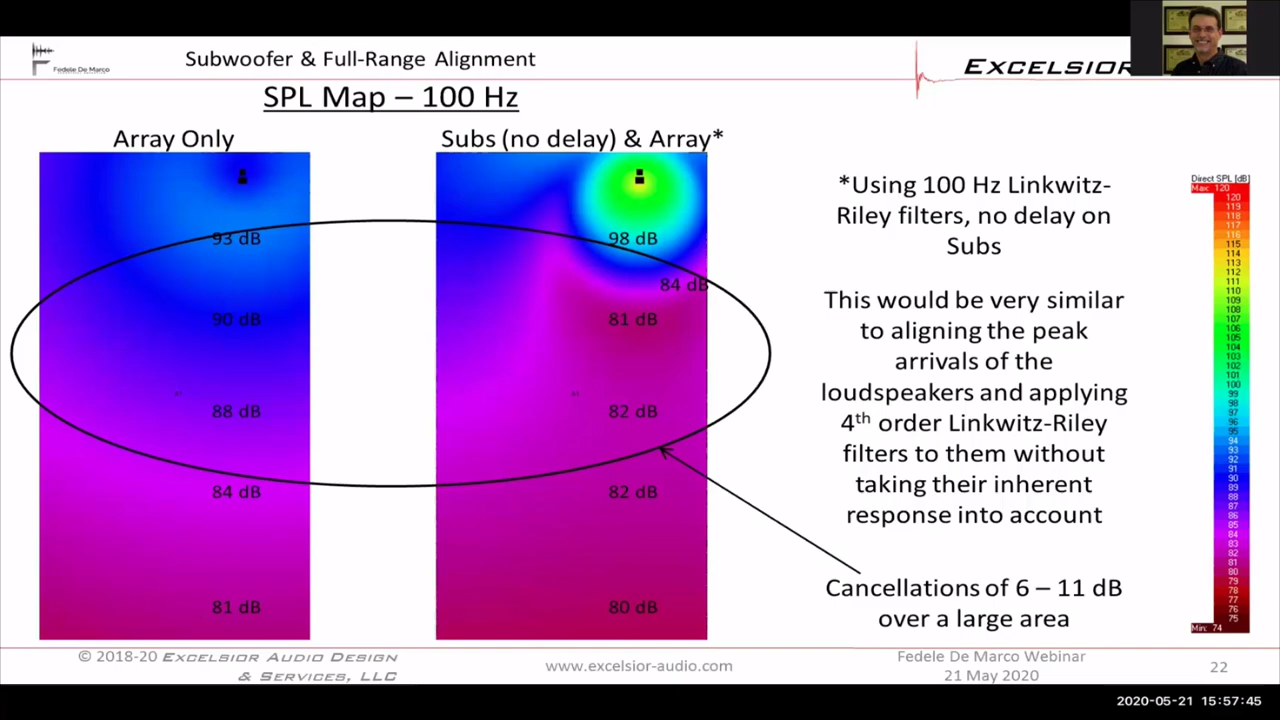 Fedele De Marco
Subwoofer & Full-Range Alignment
EXCELSIOR
SPL Map – 100 Hz
Array Only
Subs (no delay) & Array*
93 dB
90 dB
88 dB
84 dB
81 dB
98 dB
84 dB
81 dB
82 dB
82 dB
80 dB
*Using 100 Hz Linkwitz-
Riley filters, no delay on
Subs
This would be very similar
to aligning the peak
arrivals of the
loudspeakers and applying
4th order Linkwitz-Riley
filters to them without
taking their inherent
response into account
Cancellations of 6 – 11 dB
over a large area
Direct SPL [dB]
Max: 120
120
119
118
117
116
115
114
113
112
111
110
109
108
107
106
105
104
103
102
101
100
99
98
97
96
95
94
93
92
91
90
89
88
87
86
85
84
83
82
81
80
79
78
77
76
75
Min: 74
© 2018-20 EXCELSIOR AUDIO DESIGN
& SERVICES, LLC
www.excelsior-audio.com
Fedele De Marco Webinar
21 May 2020
22
2020-05-21 15:57:45